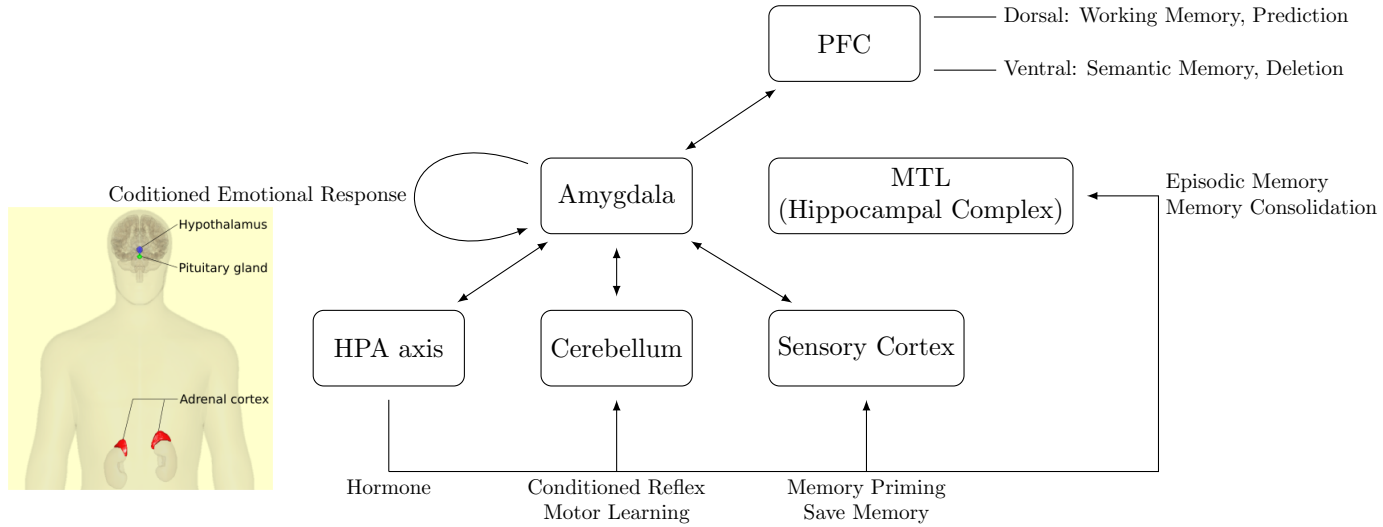 PFC
Dorsal: Working Memory, Prediction
Ventral: Semantic Memory, Deletion
Coditioned Emotional Response
Amygdala
MTL
(Hippocampal Complex)
Episodic Memory
Memory Consolidation
Hypothalamus
Pituitary gland
Adrenal cortex
HPA axis
Cerebellum
Sensory Cortex
Hormone
Conditioned Reflex
Motor Learning
Memory Priming
Save Memory